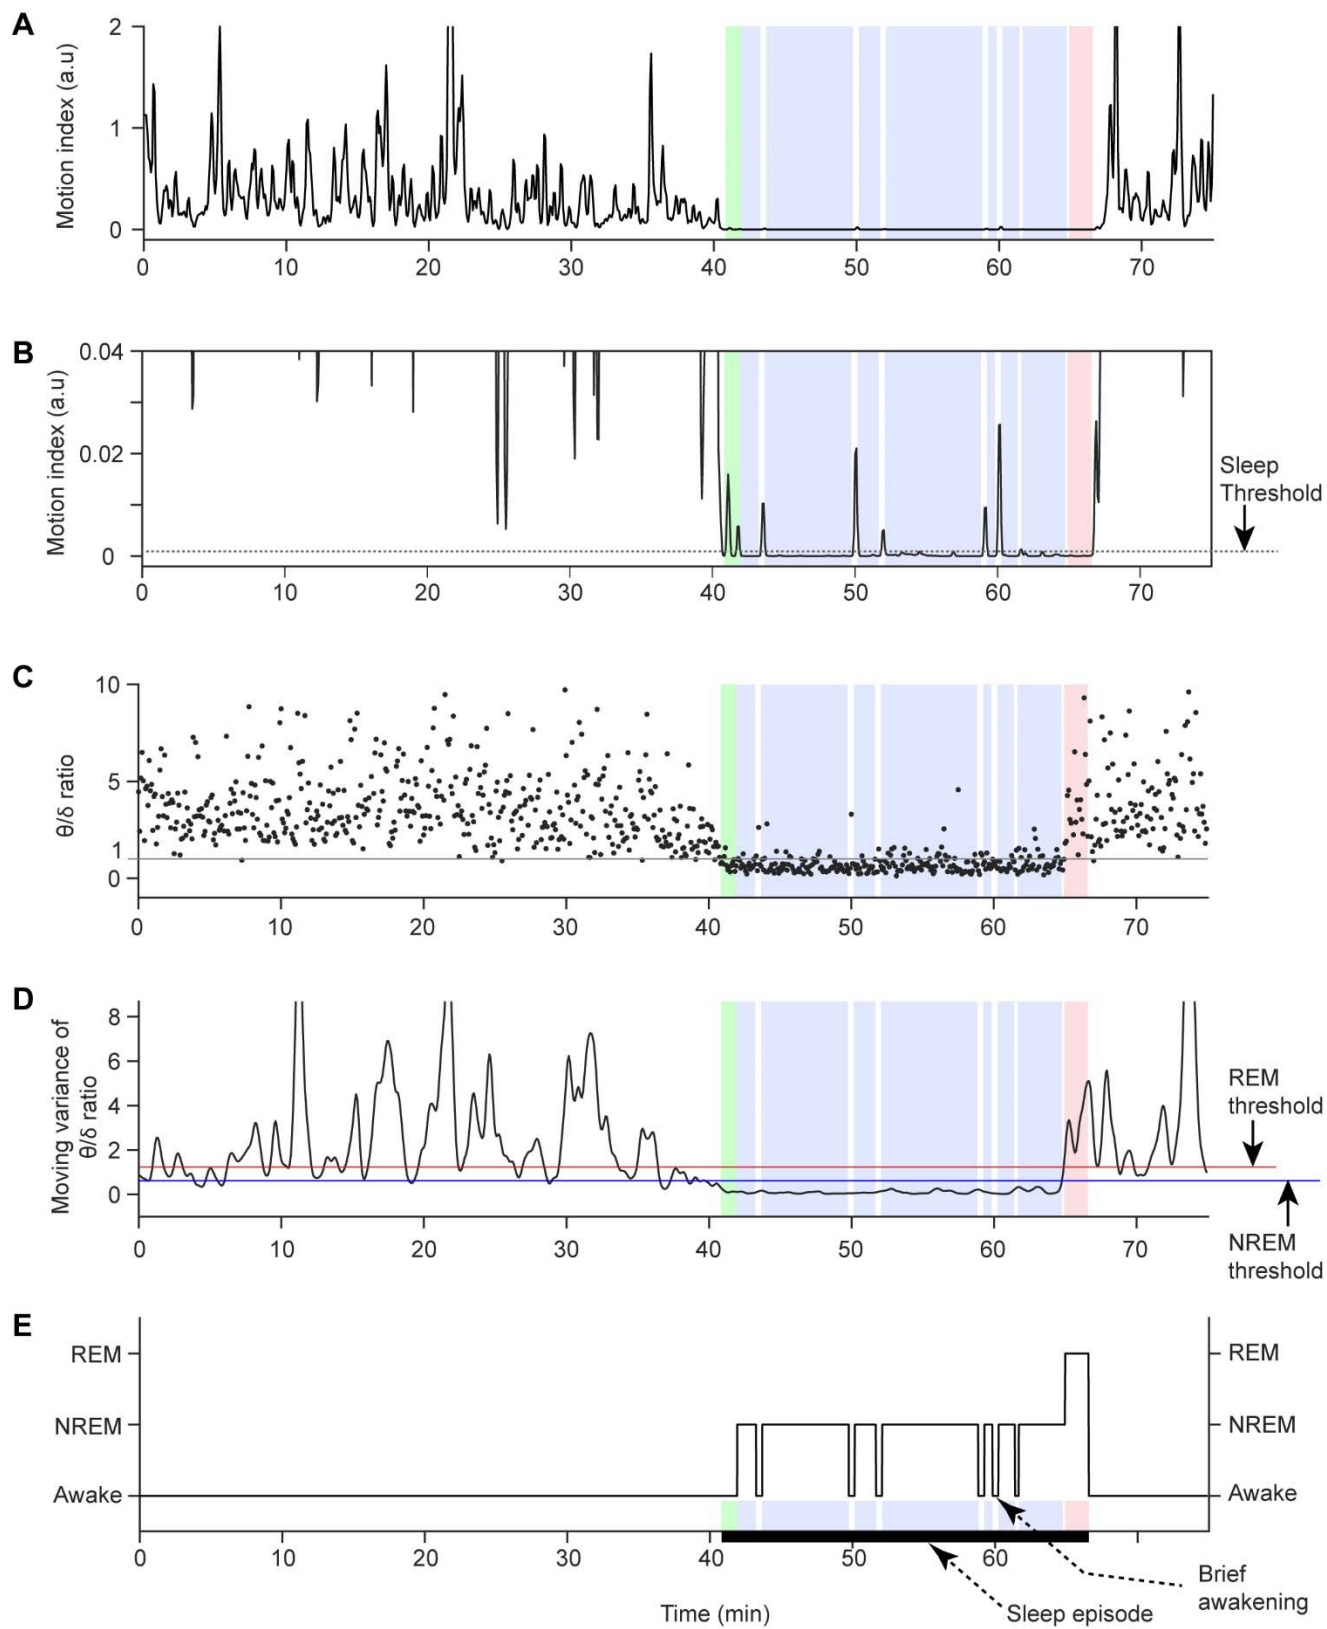 A
Motion index (a.u)
2
1
0
0 10 20 30 40 50 60 70
B
Motion index (a.u)
0.04
0.02
0
Sleep
Threshold
0 10 20 30 40 50 60 70
C
θ/δ ratio
10
5
1
0
0 10 20 30 40 50 60 70
D
Moving variance of
θ/δ ratio
8
6
4
2
0
REM
threshold
NREM
threshold
0 10 20 30 40 50 60 70
E
REM
NREM
Awake
REM
NREM
Awake
0 10 20 30 40 50 60
Brief
awakening
Sleep episode
Time (min)